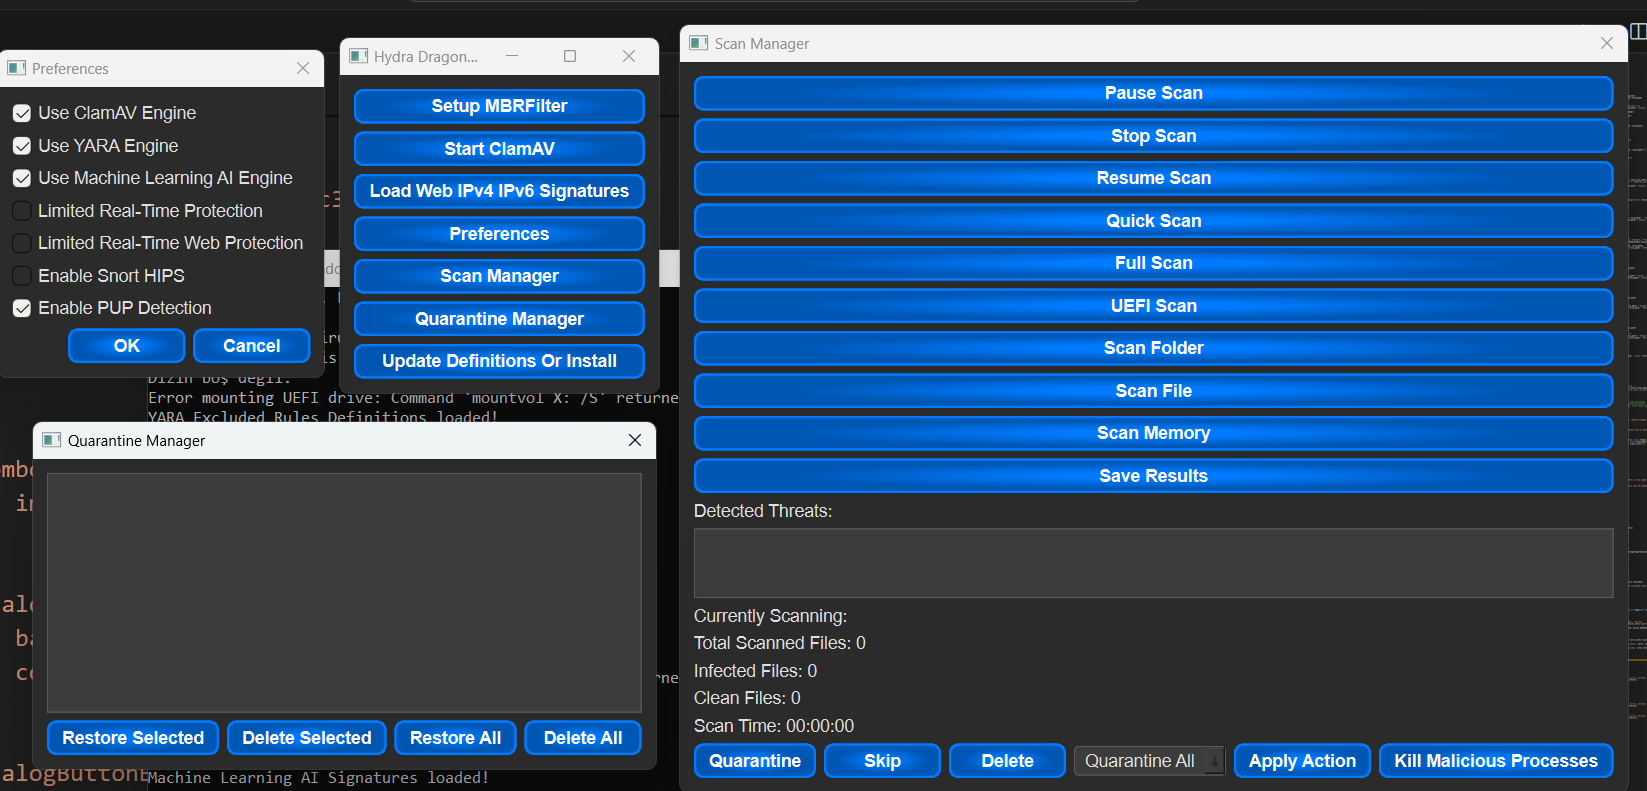 Preferences
Use ClamAV Engine
Use YARA Engine
Use Machine Learning AI Engine
Limited Real-Time Protection
Limited Real-Time Web Protection
Enable Snort HIPS
Enable PUP Detection
OK
Cancel
Hydra Dragon...
Setup MBRFilter
Start ClamAV
Load Web IPv4 IPv6 Signatures
Preferences
Scan Manager
Quarantine Manager
Update Definitions Or Install
Scan Manager
Pause Scan
Stop Scan
Resume Scan
Quick Scan
Full Scan
UEFI Scan
Scan Folder
Scan File
Scan Memory
Save Results
Detected Threats:
Currently Scanning:
Total Scanned Files: 0
Infected Files: 0
Clean Files: 0
Scan Time: 00:00:00
Quarantine
Skip
Delete
Quarantine All
Apply Action
Kill Malicious Processes
Dizin boş değil.
Error mounting UEFI drive: Command 'mountvol X: /S' returne
YARA Excluded Rules Definitions loaded!
Quarantine Manager
Restore Selected
Delete Selected
Restore All
Delete All
alogButtonB
Machine Learning AI Signatures loaded!